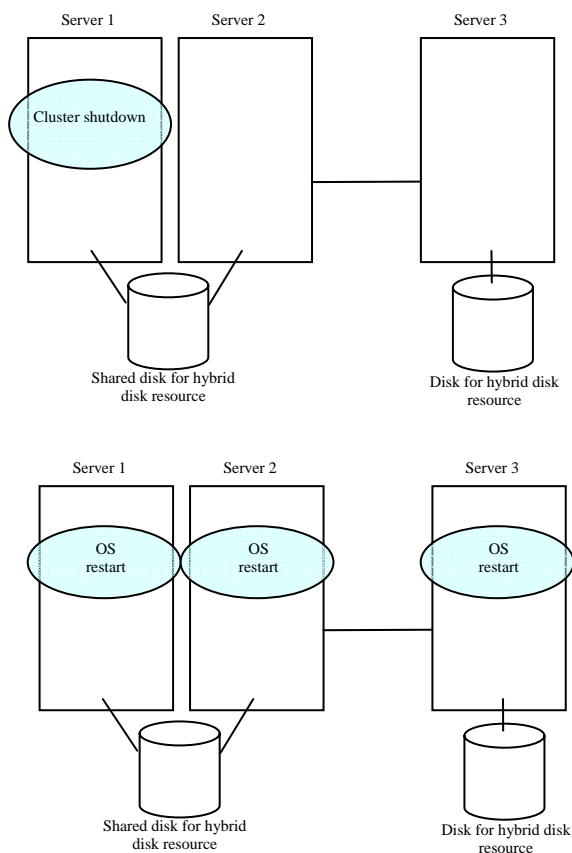 Server 1
Server 2
Server 3
Cluster shutdown
Shared disk for hybrid
disk resource
Disk for hybrid disk
resource
Server 1
Server 2
Server 3
OS
restart
OS
restart
OS
restart
Shared disk for hybrid
disk resource
Disk for hybrid disk
resource